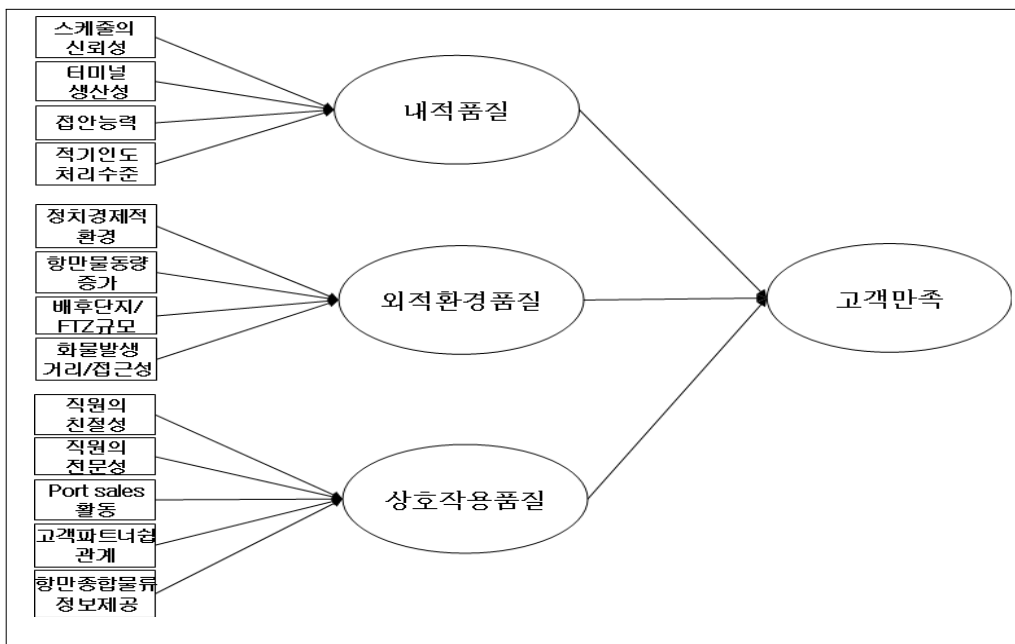 스케줄의
신뢰성
터미널
생산성
접안능력
적기인도
처리수준
내적품질
정치경제적
환경
항만물동량
증가
배후단지/
FTZ규모
화물발생
거리/접근성
외적환경품질
고객만족
직원의
친절성
직원의
전문성
Port sales
활동
고객파트너쉽
관계
항만종합물류
정보제공
상호작용품질